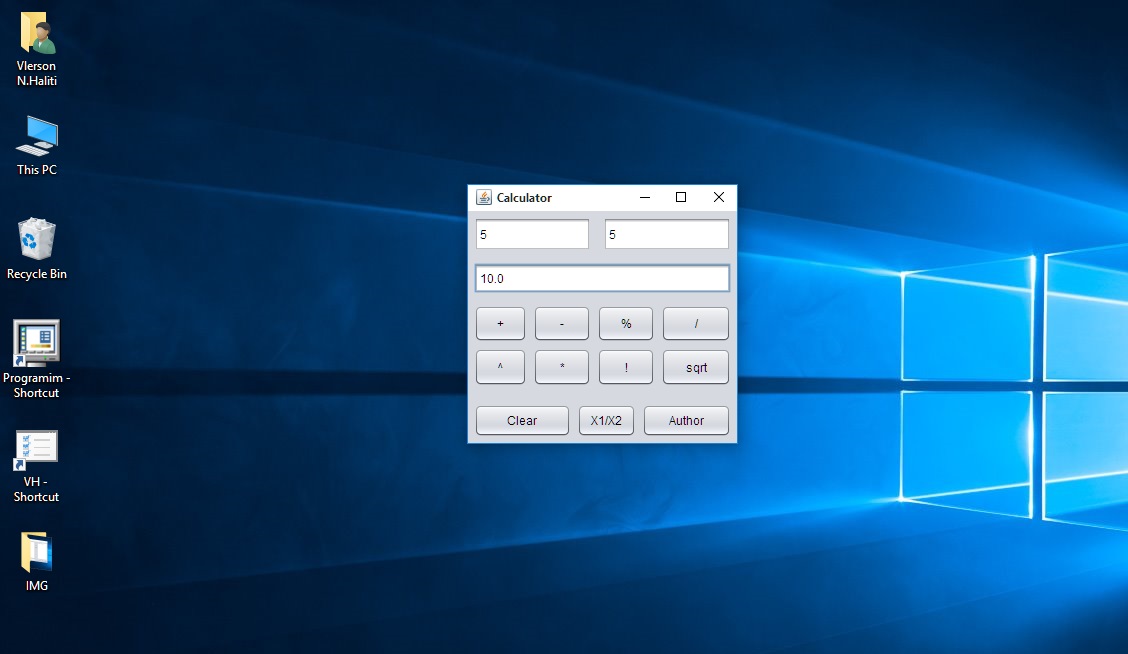 Vlerson
N.Haliti
This PC
Recycle Bin
Programim -
Shortcut
VH -
Shortcut
IMG
Calculator
5 5
10.0
+ - % /
^ * ! sqrt
Clear X1/X2 Author